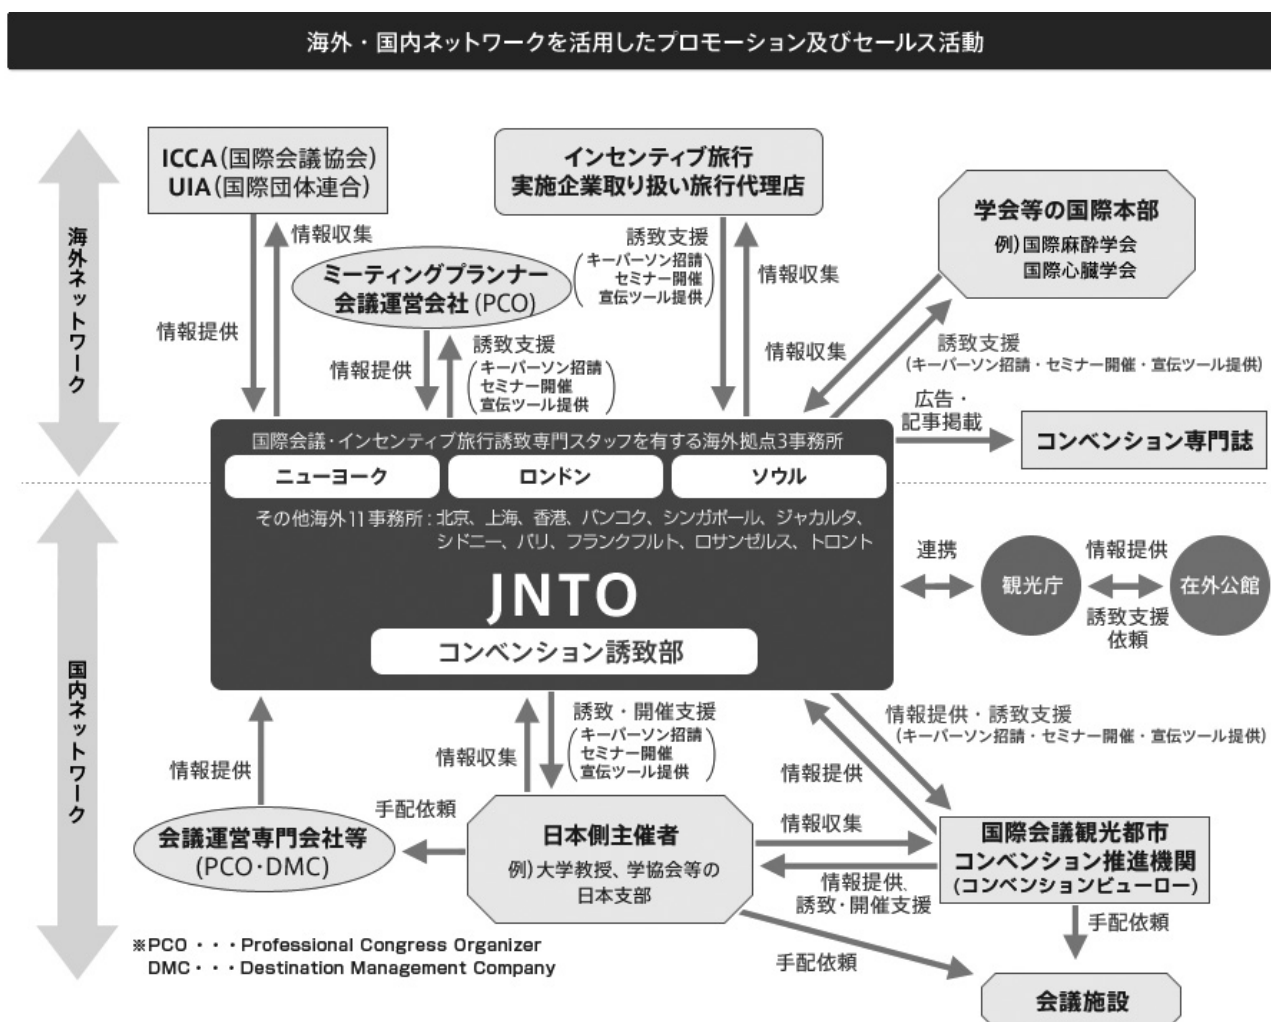 海外・国内ネットワークを活用したプロモーション及びセールス活動
海外ネットワーク
ICCA(国際会議協会)
UIA(国際団体連合)
インセンティブ旅行
実施企業取り扱い旅行代理店
学会等の国際本部
例)国際麻酔学会
国際心臓学会
情報収集
情報提供
ミーティングプランナー
会議運営会社(PCO)
情報提供
誘致支援
(キーパーソン招請
セミナー開催
宣伝ツール提供)
誘致支援
(キーパーソン招請
セミナー開催
宣伝ツール提供)
情報収集
情報収集
誘致支援
(キーパーソン招請・セミナー開催・宣伝ツール提供)
広告・
記事掲載
コンベンション専門誌
国際会議・インセンティブ旅行誘致専門スタッフを有する海外拠点3事務所
ニューヨーク
ロンドン
ソウル
その他海外11事務所:北京、上海、香港、バンコク、シンガポール、ジャカルタ、
シドニー、パリ、フランクフルト、ロサンゼルス、トロント
JNTO
コンベンション誘致部
連携
観光庁
情報提供
誘致支援
依頼
在外公館
国内ネットワーク
情報提供
情報収集
誘致・開催支援
(キーパーソン招請
セミナー開催
宣伝ツール提供)
情報提供・誘致支援
(キーパーソン招請・セミナー開催・宣伝ツール提供)
情報提供
会議運営専門会社等
(PCO・DMC)
手配依頼
日本側主催者
例)大学教授、学協会等の
日本支部
情報収集
情報提供、
誘致・開催支援
国際会議観光都市
コンベンション推進機関
(コンベンションビューロー)
手配依頼
手配依頼
会議施設
※PCO・・・Professional Congress Organizer
DMC・・・Destination Management Company